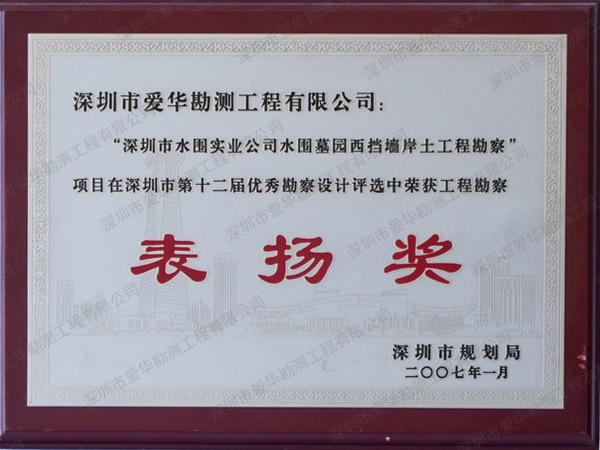 深圳市爱华勘测工程有限公司：
“深圳市水围实业公司水围墓园西挡墙岸土工程勘察”
项目在深圳市第十二届优秀勘察设计评选中荣获工程勘察
表扬奖
深圳市规划局
二〇〇七年一月
深圳市爱华勘测工程有限公司